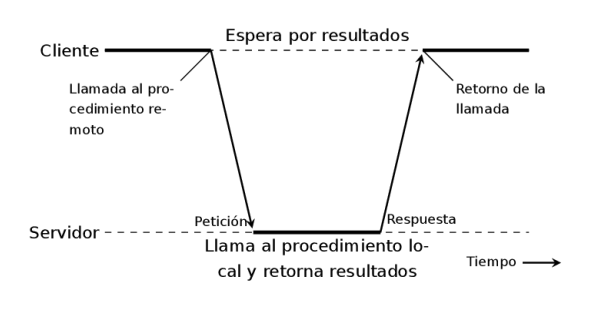 Espera por resultados
Cliente
Llamada al pro-
cedimiento re-
moto
Retorno de la
llamada
Petición
Respuesta
Servidor
Llama al procedimiento lo-
cal y retorna resultados
Tiempo